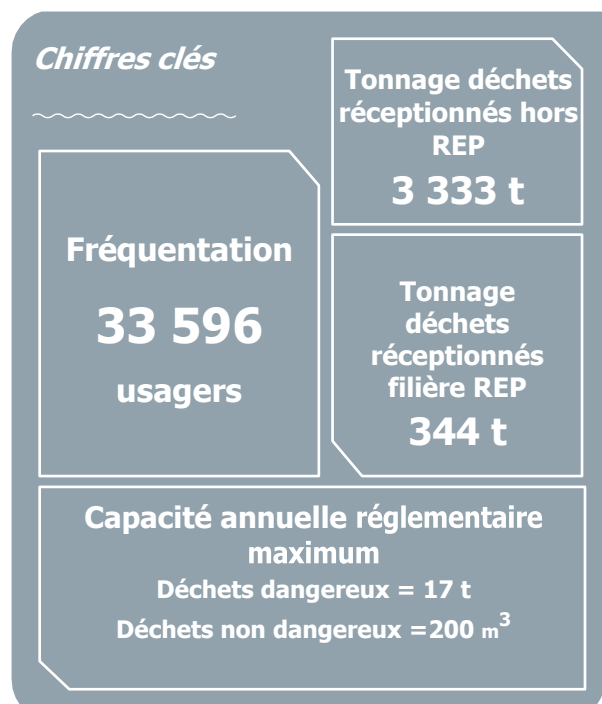 Chiffres clés
Fréquentation
33 596
usagers
Tonnage déchets
réceptionnés hors
REP
3 333 t
Tonnage
déchets
réceptionnés
filière REP
344 t
Capacité annuelle réglementaire
maximum
Déchets dangereux = 17 t
Déchets non dangereux =200 m³